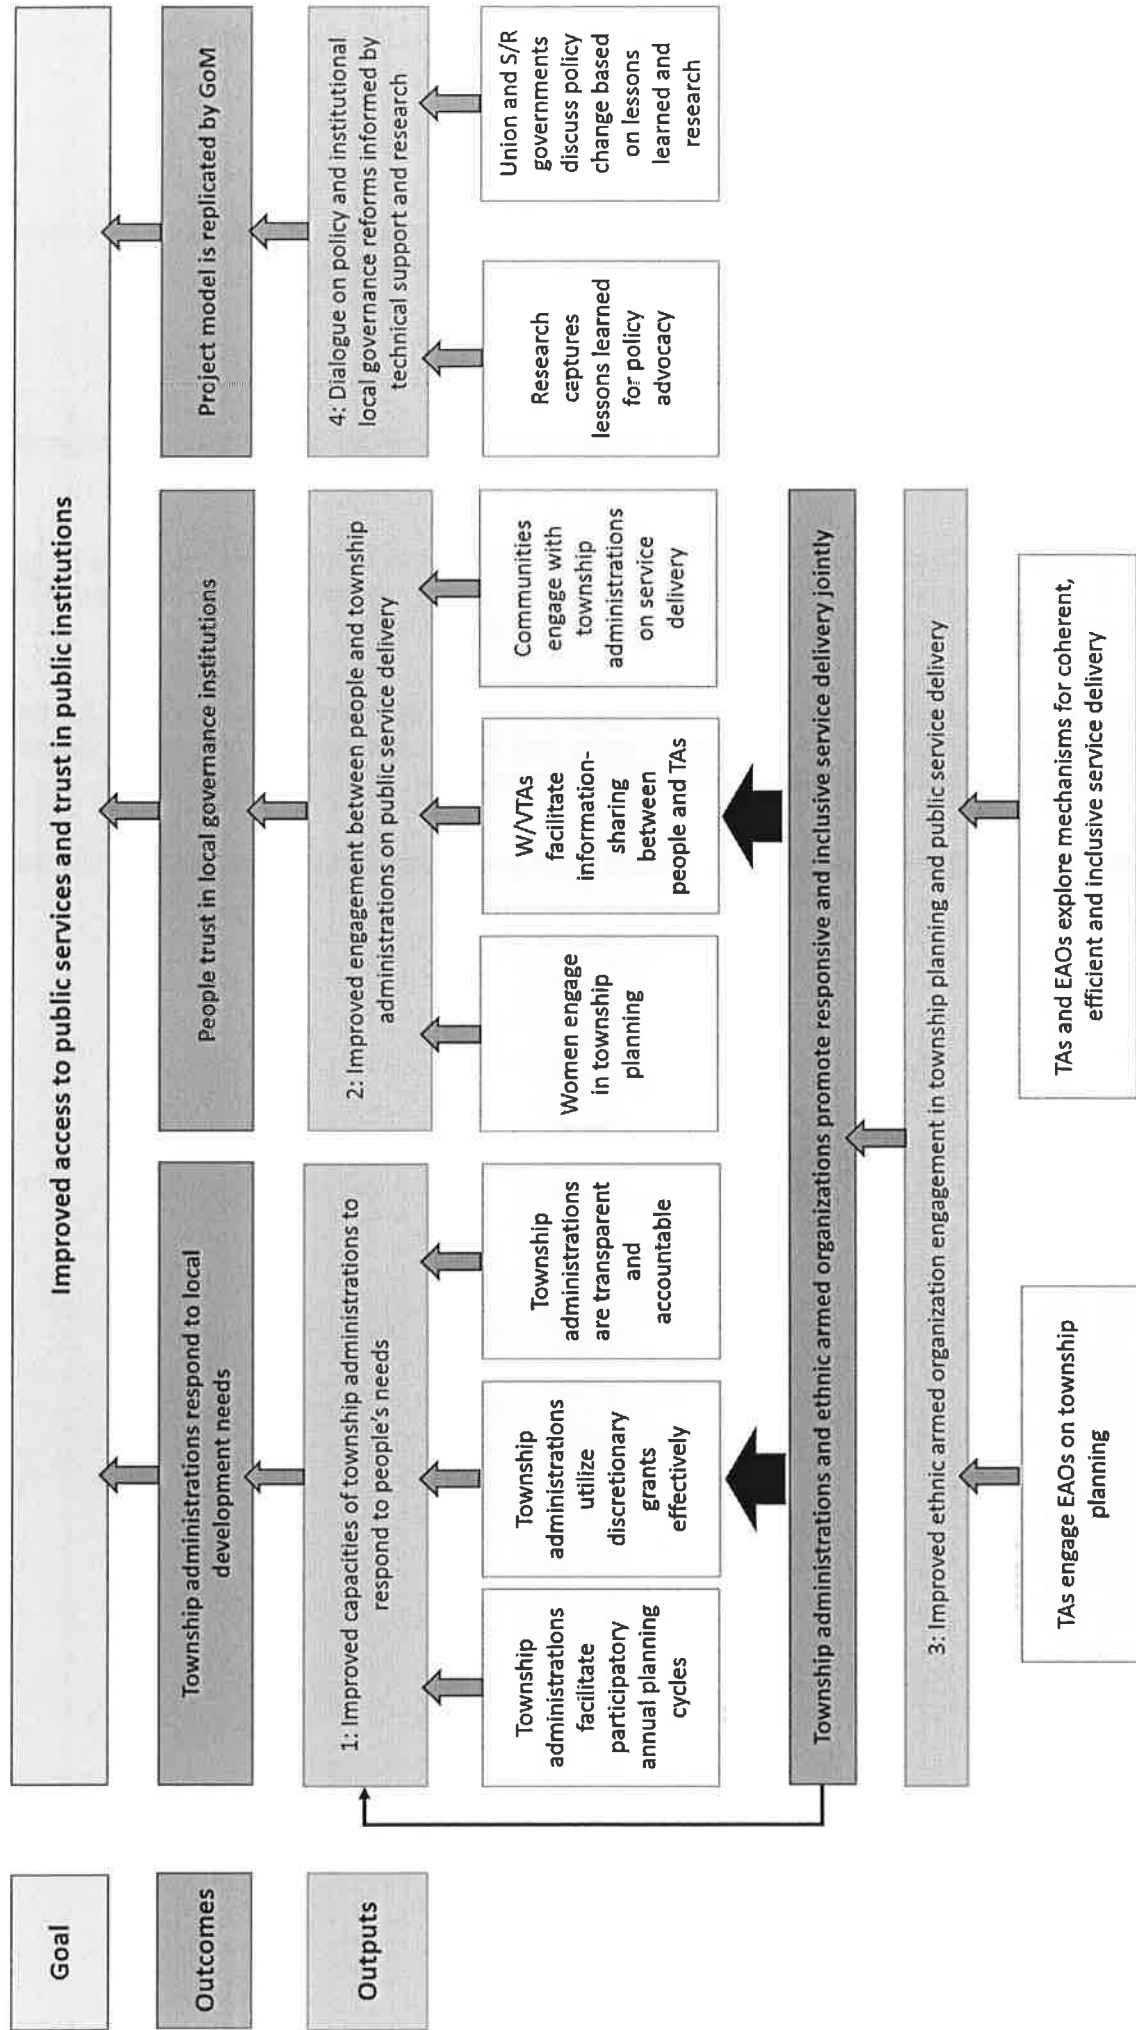 Goal
Improved access to public services and trust in public institutions
Outcomes
Township administrations respond to local
development needs
People trust in local governance institutions
Project model is replicated by GoM
Outputs
1: Improved capacities of township administrations to
respond to people's needs
2: Improved engagement between people and township
administrations on public service delivery
4: Dialogue on policy and institutional
local governance reforms informed by
technical support and research
Township
administrations
facilitate
participatory
annual planning
cycles
Township
administrations
utilize
discretionary
grants
effectively
Township
administrations
are transparent
and
accountable
Women engage
in township
planning
W/VTAs
facilitate
information-
sharing
between
people and TAs
Communities
engage with
township
administrations
on service
delivery
Research
captures
lessons learned
for policy
advocacy
Union and S/R
governments
discuss policy
change based
on lessons
learned and
research
Township administrations and ethnic armed organizations promote responsive and inclusive service delivery jointly
3: Improved ethnic armed organization engagement in township planning and public service delivery
TAs engage EAOs on township
planning
TAs and EAOs explore mechanisms for coherent,
efficient and inclusive service delivery